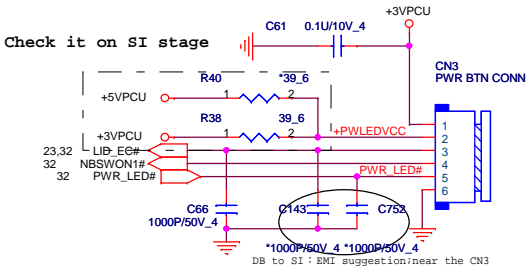 +3VPCU
C61 0.1U/10V_4
Check it on SI stage
CN3
PWR BTN CONN
R40 *39_6
+5VPCU 1 2
R38 39_6
+3VPCU 1 2
+PWLEDVCC
23,32 LID_EC#
32 NBSWON1#
32 PWR_LED#
PWR_LED#
1
2
3
4
5
6
C66
1000P/50V_4
C143
*1000P/50V_4
C752
*1000P/50V_4
DB to SI：EMI suggestion;near the CN3